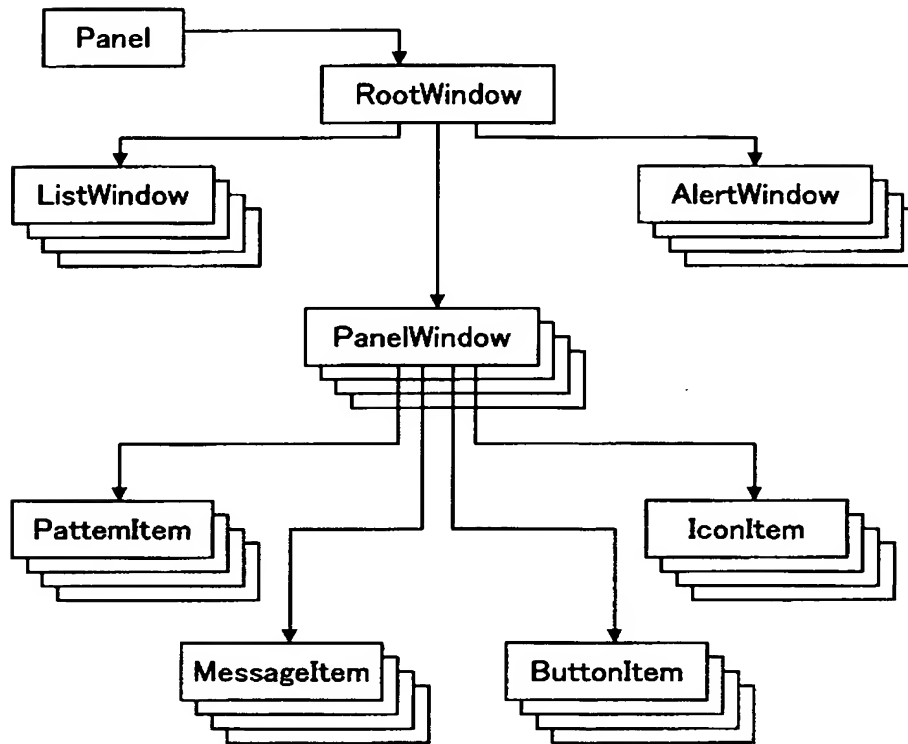 Panel
RootWindow
ListWindow
AlertWindow
PanelWindow
PattemItem
IconItem
MessageItem
ButtonItem